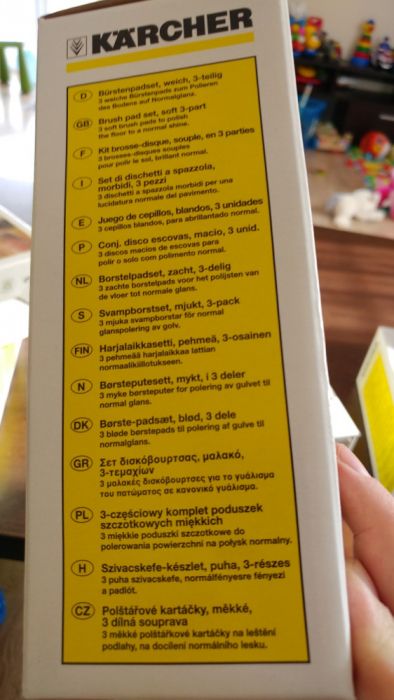 KÄRCHER
D Bürstenpadset, weich, 3-teilig
3 weiche Bürstenpads zum Polieren
des Bodens auf Normalglanz.
GB Brush pad set, soft 3-part
3 soft brush pads to polish
the floor to a normal shine.
F Kit brosse-disque, souple, en 3 parties
3 brosses-disques souples
pour polir le sol, brillant normal.
I Set di dischetti a spazzola,
morbidi, 3 pezzi
3 dischetti a spazzola morbidi per una
lucidatura normale del pavimento.
E Juego de cepillos, blandos, 3 unidades
3 cepillos blandos, para abrillantado normal.
P Conj. disco escovas, macio, 3 unid.
3 discos macios de escovas para
polir o solo com polimento normal.
NL Borstelpadset, zacht, 3-delig
3 zachte borstelpads voor het polijsten van
de vloer tot normale glans.
S Svampborstset, mjukt, 3-pack
3 mjuka svampborstar för normal
glanspolering av golv.
FIN Harjalaikkasetti, pehmeä, 3-osainen
3 pehmeää harjalaikkaa lattian
normaalikiillotukseen.
N Børsteputesett, mykt, i 3 deler
3 myke børsteputer for polering av gulvet til
normal glans.
DK Børste-padsæt, blød, 3 dele
3 bløde børstepads til polering af gulve til
normalglans.
GR Σετ δισκόβουρτσας, μαλακό,
3-τεμαχίων
3 μαλακές δισκόβουρτσες για το γυάλισμα
του πατώματος σε κανονικό γυάλισμα.
PL 3-częściowy komplet poduszek
szczotkowych miękkich
3 miękkie poduszki szczotkowe do
polerowania powierzchni na połysk normalny.
H Szivacskefe-készlet, puha, 3-részes
3 puha szivacskefe, normálfényesre fényezi
a padlót.
CZ Polštářové kartáčky, měkké,
3 dílná souprava
3 měkké polštářové kartáčky na leštění
podlahy, na docílení normálního lesku.